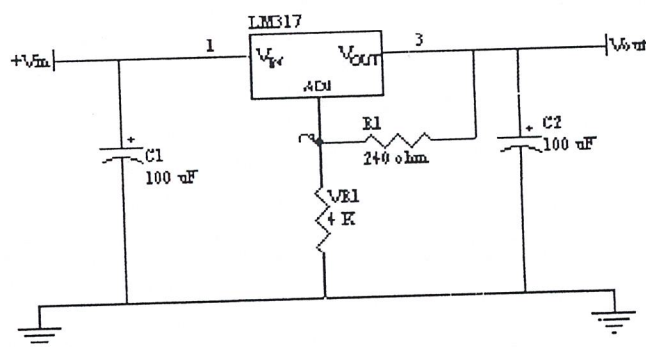 LM317
+Vin
1
VIN
VOUT
3
Vout
ADJ
2
R1
240 ohm
C1
100 uF
C2
100 uF
VR1
4 K
+
+